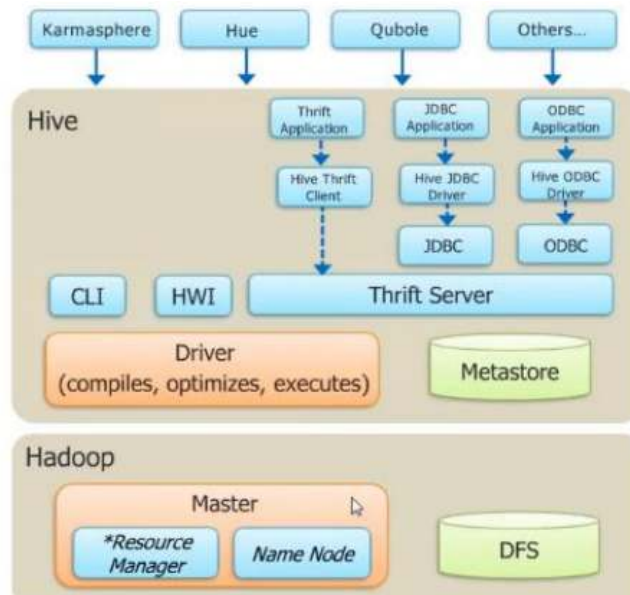 Karmasphere
Hue
Qubole
Others...
Hive
Thrift
Application
JDBC
Application
ODBC
Application
Hive Thrift
Client
Hive JDBC
Driver
Hive ODBC
Driver
JDBC
ODBC
CLI
HWI
Thrift Server
Driver
(compiles, optimizes, executes)
Metastore
Hadoop
Master
*Resource
Manager
Name Node
DFS